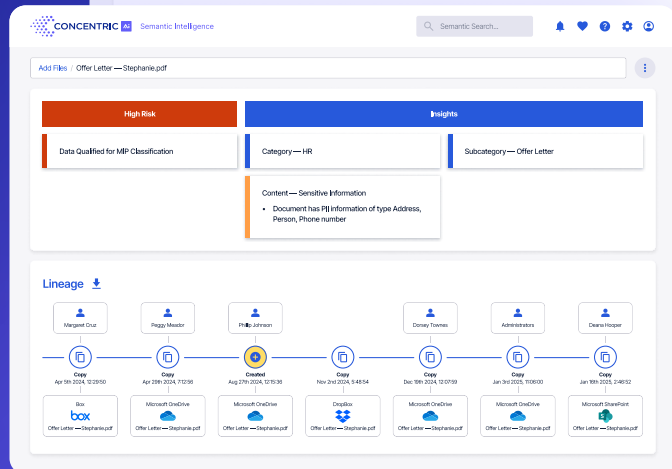 CONCENTRIC AI Semantic Intelligence
Semantic Search...
Add Files / Offer Letter — Stephanie.pdf
High Risk
Insights
Data Qualified for MIP Classification
Category — HR
Subcategory — Offer Letter
Content — Sensitive Information
• Document has PII information of type Address,
Person, Phone number
Lineage
Margaret Cruz
Peggy Meador
Philip Johnson
Dorsey Townes
Administrators
Deana Hooper
Copy
Apr 5th 2024, 12:29:50
Copy
Apr 29th 2024, 7:12:56
Created
Aug 27th 2024, 12:15:36
Copy
Nov 2nd 2024, 5:48:54
Copy
Dec 19th 2024, 12:07:59
Copy
Jan 3rd 2025, 11:08:00
Copy
Jan 16th 2025, 2:46:52
Box
box
Offer Letter — Stephanie.pdf
Microsoft OneDrive
Offer Letter — Stephanie.pdf
Microsoft OneDrive
Offer Letter — Stephanie.pdf
DropBox
Offer Letter — Stephanie.pdf
Microsoft OneDrive
Offer Letter — Stephanie.pdf
Microsoft OneDrive
Offer Letter — Stephanie.pdf
Microsoft SharePoint
Offer Letter — Stephanie.pdf